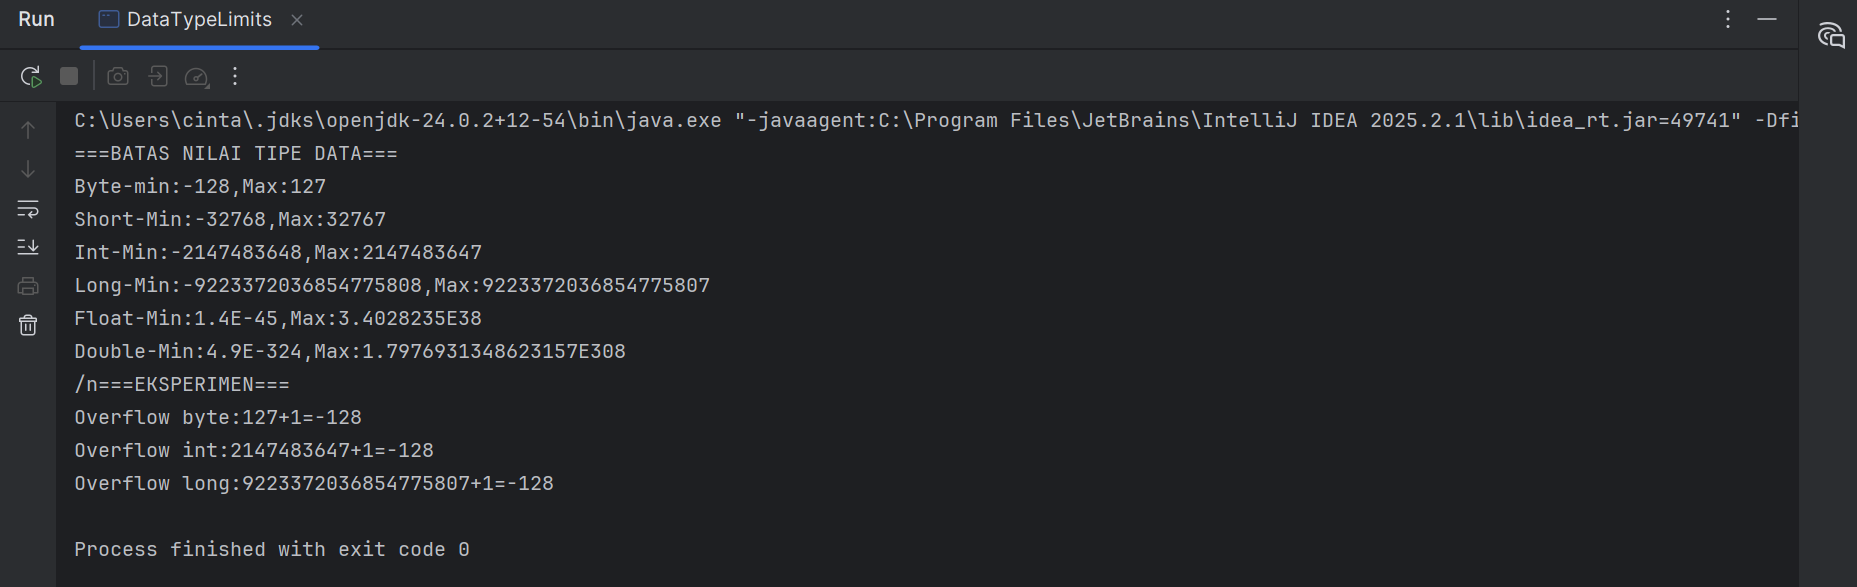 Run DataTypeLimits
C:\Users\cinta\.jdks\openjdk-24.0.2+12-54\bin\java.exe "-javaagent:C:\Program Files\JetBrains\IntelliJ IDEA 2025.2.1\lib\idea_rt.jar=49741" -Dfi
===BATAS NILAI TIPE DATA===
Byte-min:-128,Max:127
Short-Min:-32768,Max:32767
Int-Min:-2147483648,Max:2147483647
Long-Min:-9223372036854775808,Max:9223372036854775807
Float-Min:1.4E-45,Max:3.4028235E38
Double-Min:4.9E-324,Max:1.7976931348623157E308
/n===EKSPERIMEN===
Overflow byte:127+1=-128
Overflow int:2147483647+1=-128
Overflow long:9223372036854775807+1=-128
Process finished with exit code 0